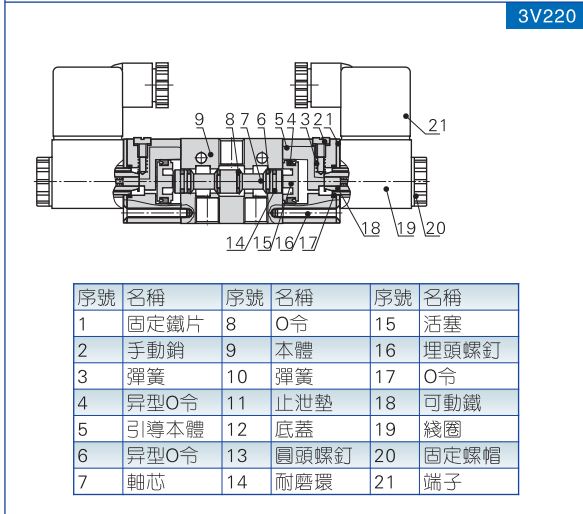 3V220
9 8 7 6 5 4 3 2 1
21
14 15 16 17 18 19 20
序號 名稱 序號 名稱 序號 名稱
1 固定鐵片 8 O令 15 活塞
2 手動銷 9 本體 16 埋頭螺釘
3 彈簧 10 彈簧 17 O令
4 异型O令 11 止泄墊 18 可動鐵
5 引導本體 12 底蓋 19 綫圈
6 异型O令 13 圓頭螺釘 20 固定螺帽
7 軸芯 14 耐磨環 21 端子